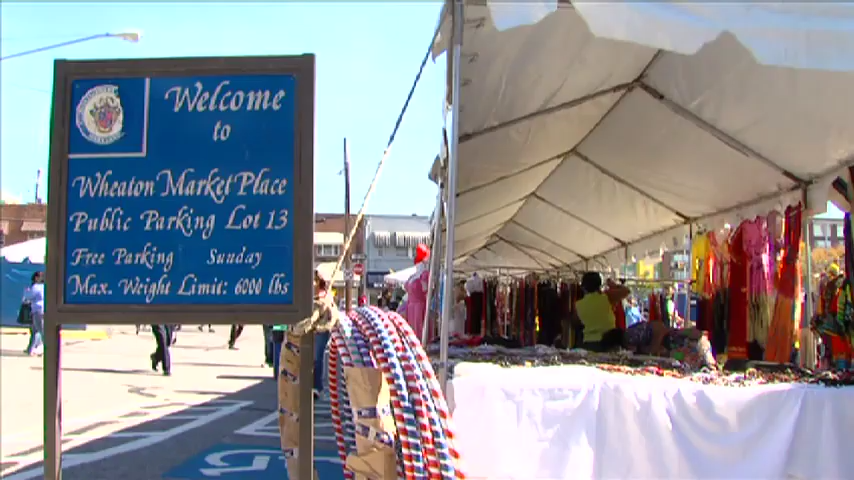 Welcome
to
Wheaton Market Place
Public Parking Lot 13
Free Parking Sunday
Max. Weight Limit: 6000 lbs